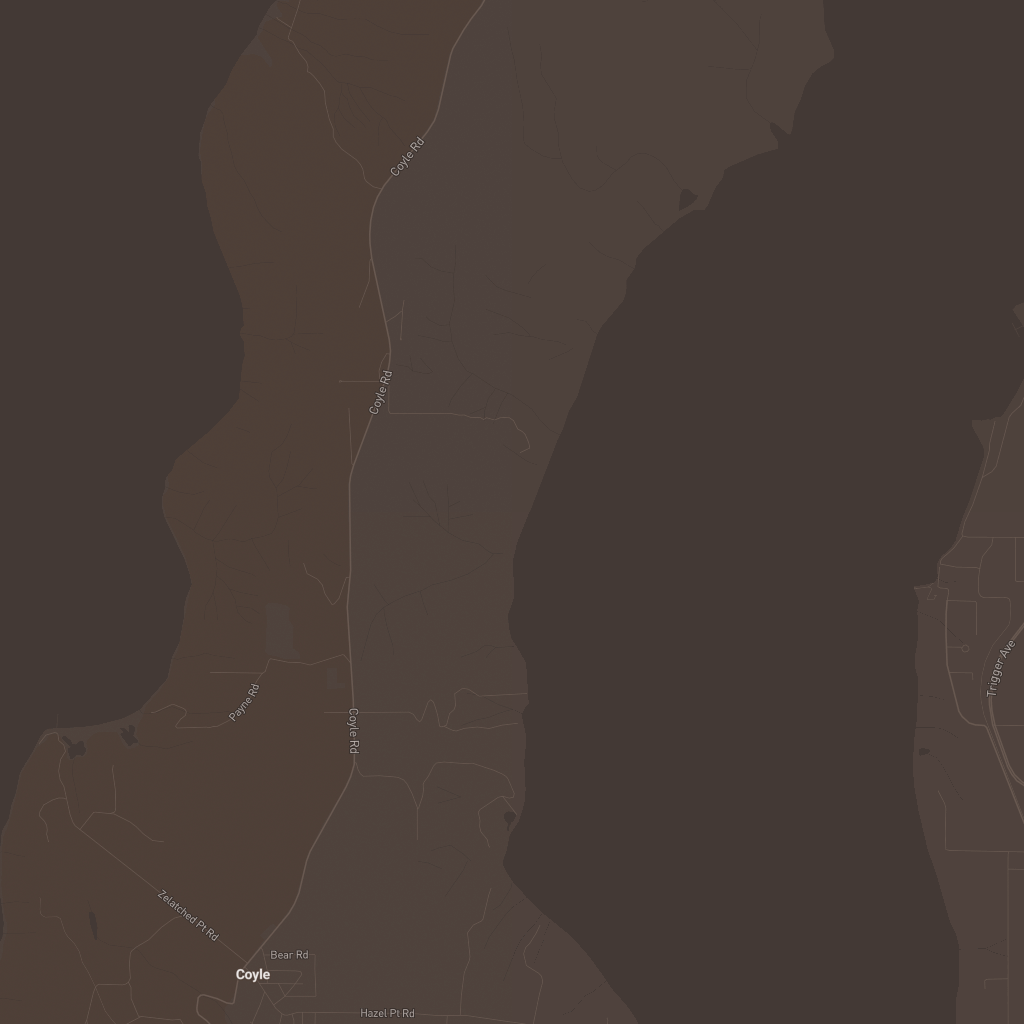 Coyle Rd
Coyle Rd
Trigger Ave
Payne Rd
Coyle Rd
Zelatched Pt Rd
Bear Rd
Coyle
Hazel Pt Rd